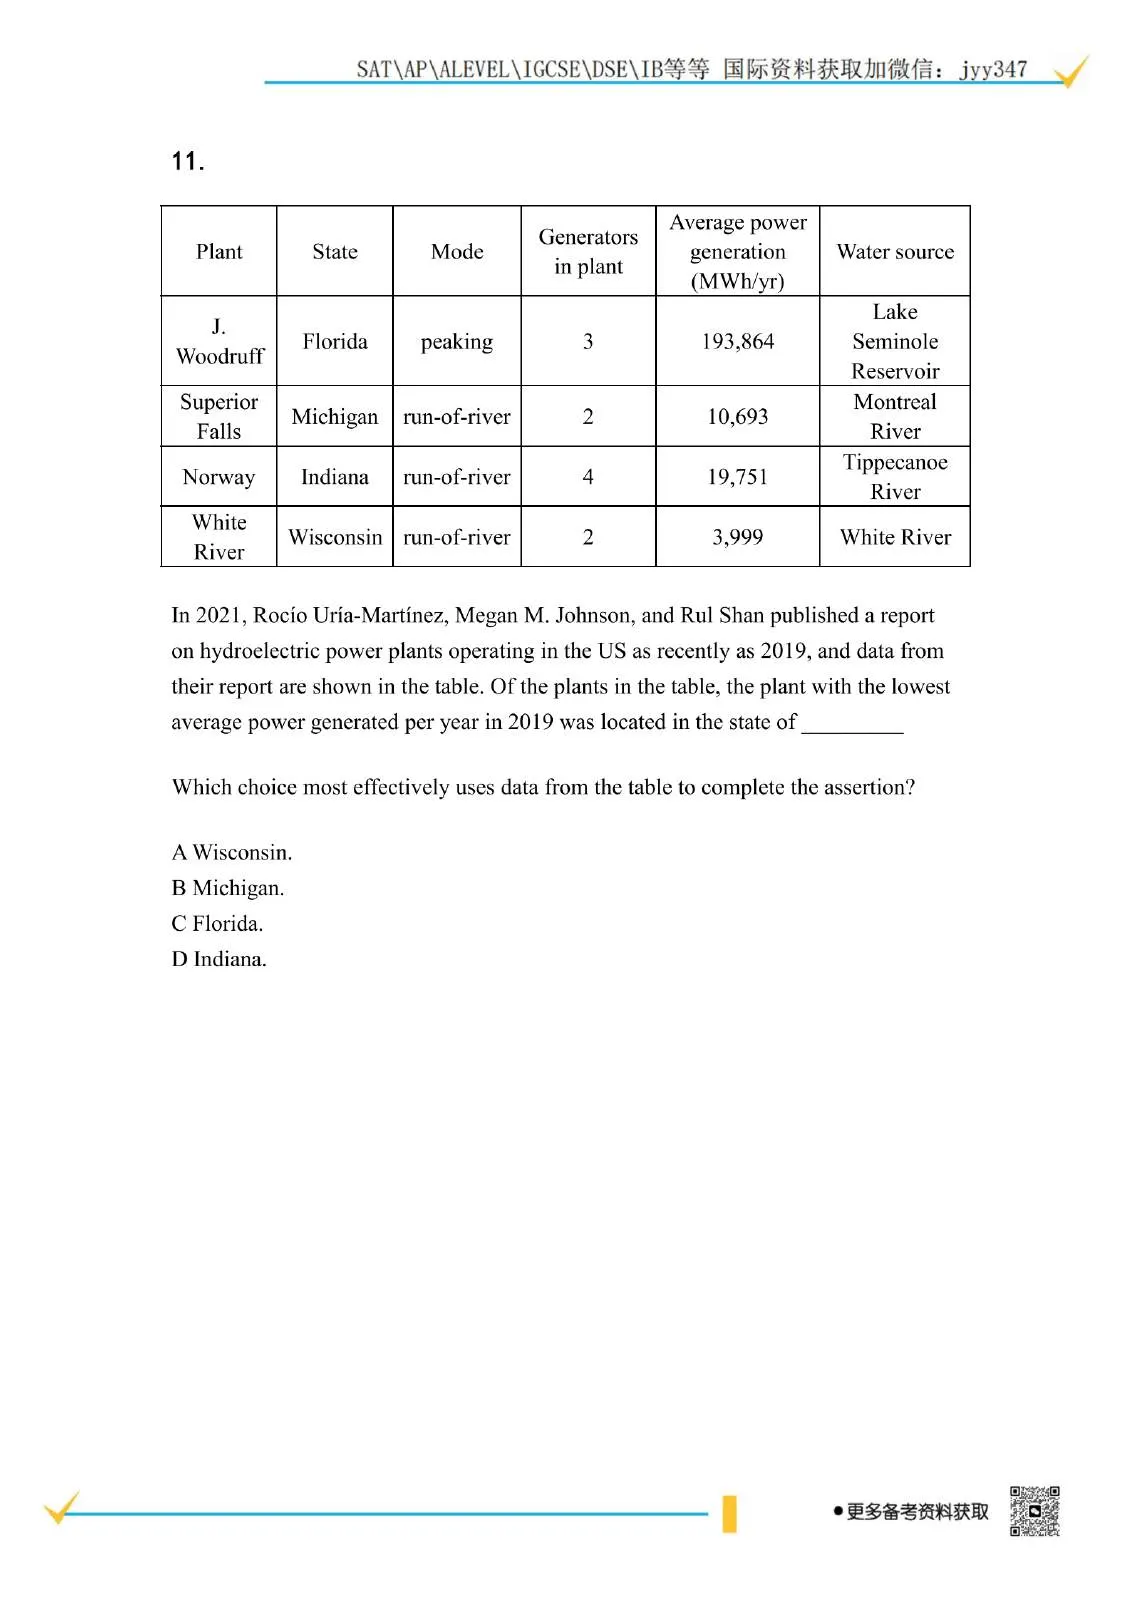 SAT\AP\ALEVEL\IGCSE\DSE\IB等等 国际资料获取加微信：jyy347
11.
Plant State Mode Generators in plant Average power generation (MWh/yr) Water source
J. Woodruff Florida peaking 3 193,864 Lake Seminole Reservoir
Superior Falls Michigan run-of-river 2 10,693 Montreal River
Norway Indiana run-of-river 4 19,751 Tippecanoe River
White River Wisconsin run-of-river 2 3,999 White River
In 2021, Rocío Uría-Martínez, Megan M. Johnson, and Rul Shan published a report
on hydroelectric power plants operating in the US as recently as 2019, and data from
their report are shown in the table. Of the plants in the table, the plant with the lowest
average power generated per year in 2019 was located in the state of _________
Which choice most effectively uses data from the table to complete the assertion?
A Wisconsin.
B Michigan.
C Florida.
D Indiana.
●更多备考资料获取